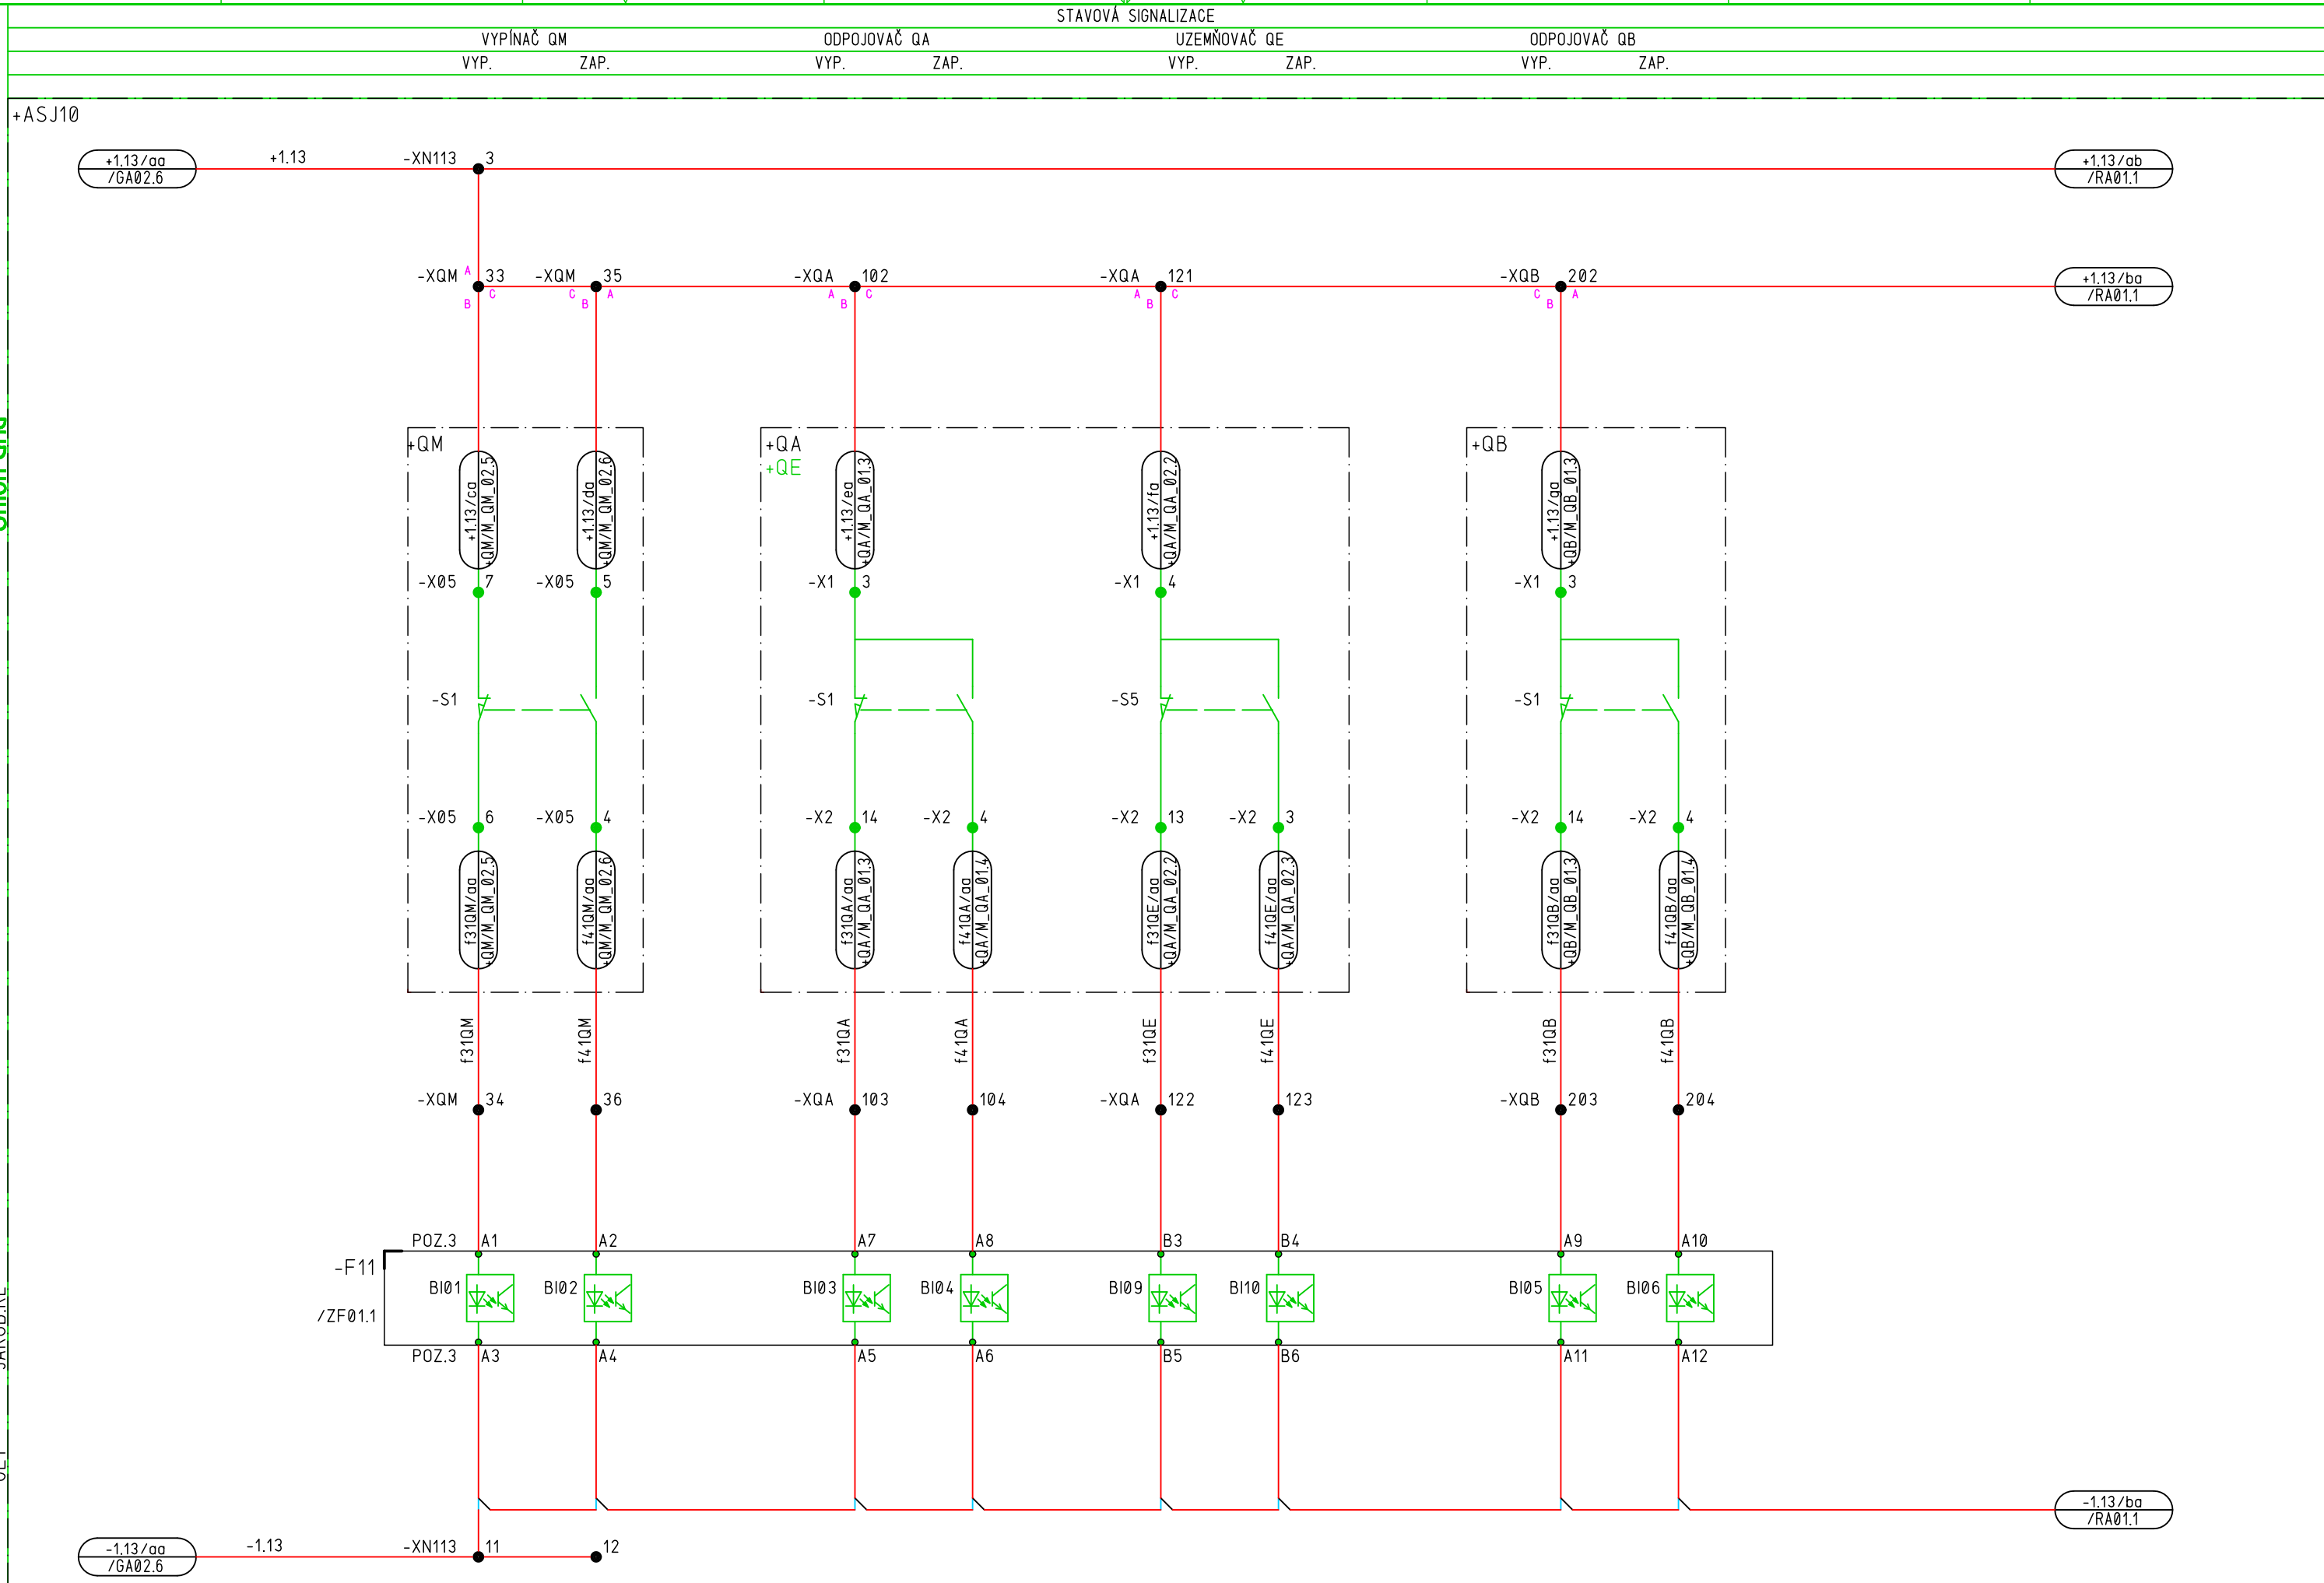 STAVOVÁ SIGNALIZACE
VYPÍNAČ QM ODPOJOVAČ QA UZEMŇOVAČ QE ODPOJOVAČ QB
VYP. ZAP. VYP. ZAP. VYP. ZAP. VYP. ZAP.
+ASJ10
+1.13/aa +1.13 -XN113 3 +1.13/ab
/GA02.6 /RA01.1
-XQM A 33 -XQM 35 -XQA 102 -XQA 121 -XQB 202 +1.13/ba
B C C B A A B C A B C C B A /RA01.1
+QM +QA +QB
+QE
+1.13/ca +1.13/da +1.13/ea +1.13/fa +1.13/ga
+QM/M_QM_02.5 +QM/M_QM_02.6 +QA/M_QA_01.3 +QA/M_QA_02.2 +QB/M_QB_01.3
-X05 7 -X05 5 -X1 3 -X1 4 -X1 3
-S1 -S1 -S5 -S1
-X05 6 -X05 4 -X2 14 -X2 4 -X2 13 -X2 3 -X2 14 -X2 4
f31QM/aa f41QM/aa f31QA/aa f41QA/aa f31QE/aa f41QE/aa f31QB/aa f41QB/aa
+QM/M_QM_02.5 +QM/M_QM_02.6 +QA/M_QA_01.3 +QA/M_QA_01.4 +QA/M_QA_02.2 +QA/M_QA_02.3 +QB/M_QB_01.3 +QB/M_QB_01.4
f31QM f41QM f31QA f41QA f31QE f41QE f31QB f41QB
-XQM 34 36 -XQA 103 104 -XQA 122 123 -XQB 203 204
POZ.3 A1 A2 A7 A8 B3 B4 A9 A10
-F11
BI01 BI02 BI03 BI04 BI09 BI10 BI05 BI06
/ZF01.1
POZ.3 A3 A4 A5 A6 B5 B6 A11 A12
-1.13/ba
/RA01.1
-1.13/aa -1.13 -XN113 11 12
/GA02.6